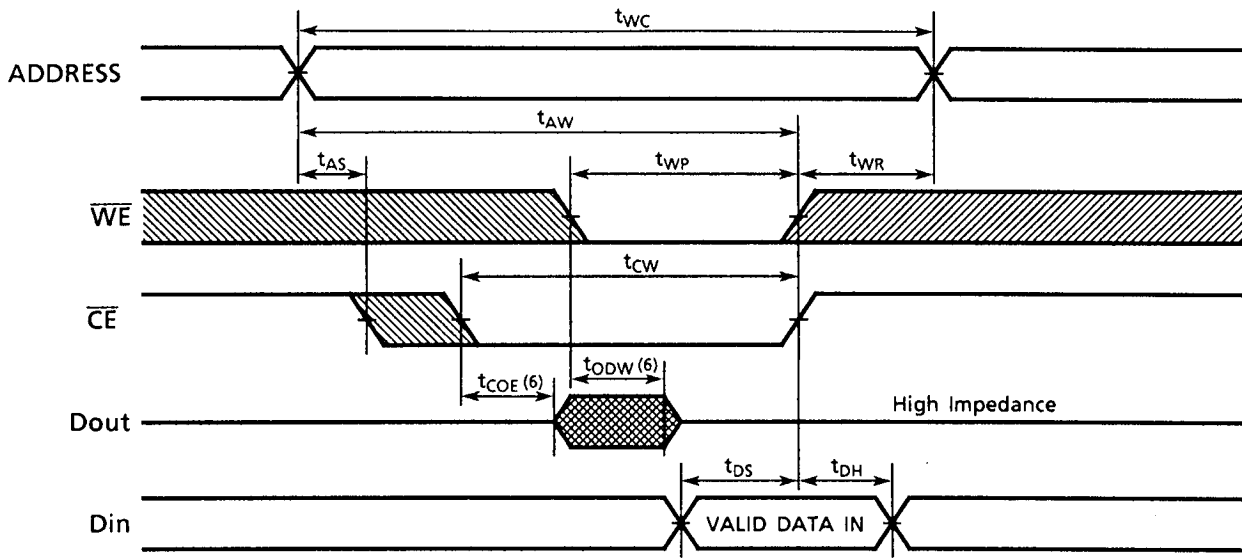 tWC
ADDRESS
tAW
tAS
tWP
tWR
WE
tCW
CE
tCOE (6)
tODW (6)
High Impedance
Dout
tDS
tDH
Din
VALID DATA IN